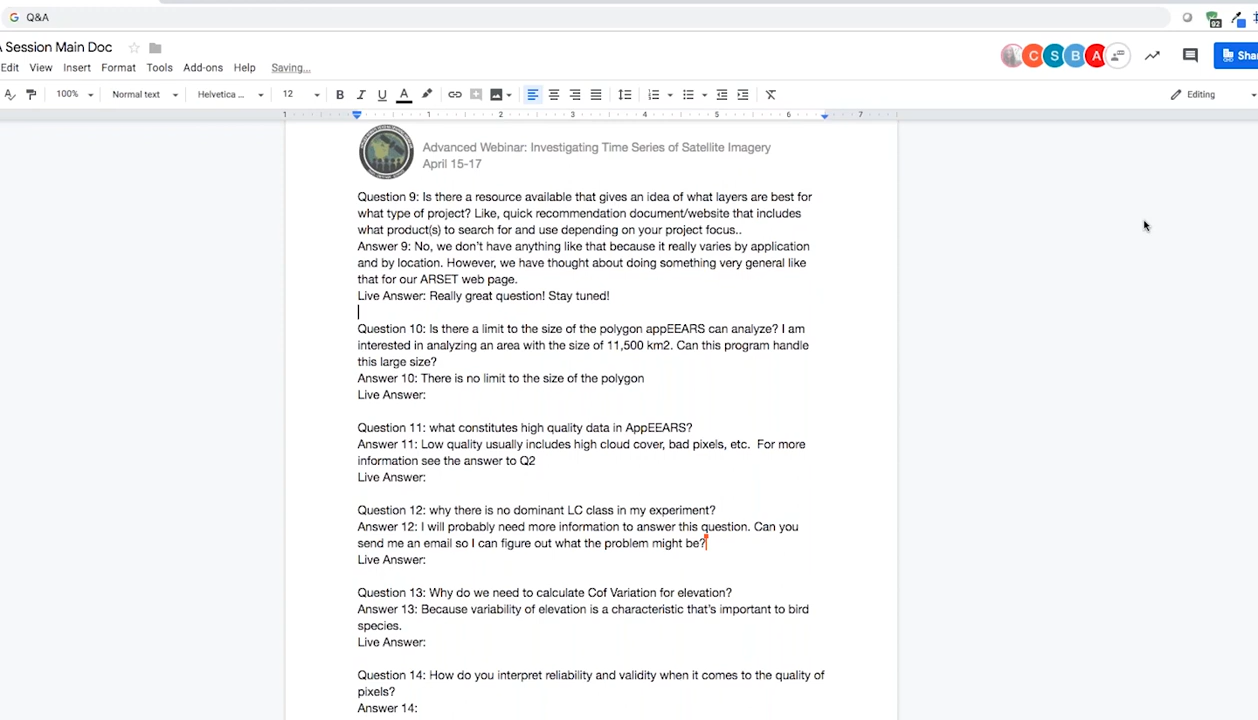 Q&A
A Session Main Doc
Edit View Insert Format Tools Add-ons Help Saving...
C S B A Shar
100% Normal text Helvetica ... 12 Editing
1 1 2 3 4 5 6 7
Advanced Webinar: Investigating Time Series of Satellite Imagery
April 15-17
Question 9: Is there a resource available that gives an idea of what layers are best for
what type of project? Like, quick recommendation document/website that includes
what product(s) to search for and use depending on your project focus..
Answer 9: No, we don't have anything like that because it really varies by application
and by location. However, we have thought about doing something very general like
that for our ARSET web page.
Live Answer: Really great question! Stay tuned!
Question 10: Is there a limit to the size of the polygon appEEARS can analyze? I am
interested in analyzing an area with the size of 11,500 km2. Can this program handle
this large size?
Answer 10: There is no limit to the size of the polygon
Live Answer:
Question 11: what constitutes high quality data in AppEEARS?
Answer 11: Low quality usually includes high cloud cover, bad pixels, etc.  For more
information see the answer to Q2
Live Answer:
Question 12: why there is no dominant LC class in my experiment?
Answer 12: I will probably need more information to answer this question. Can you
send me an email so I can figure out what the problem might be?
Live Answer:
Question 13: Why do we need to calculate Cof Variation for elevation?
Answer 13: Because variability of elevation is a characteristic that's important to bird
species.
Live Answer:
Question 14: How do you interpret reliability and validity when it comes to the quality of
pixels?
Answer 14: